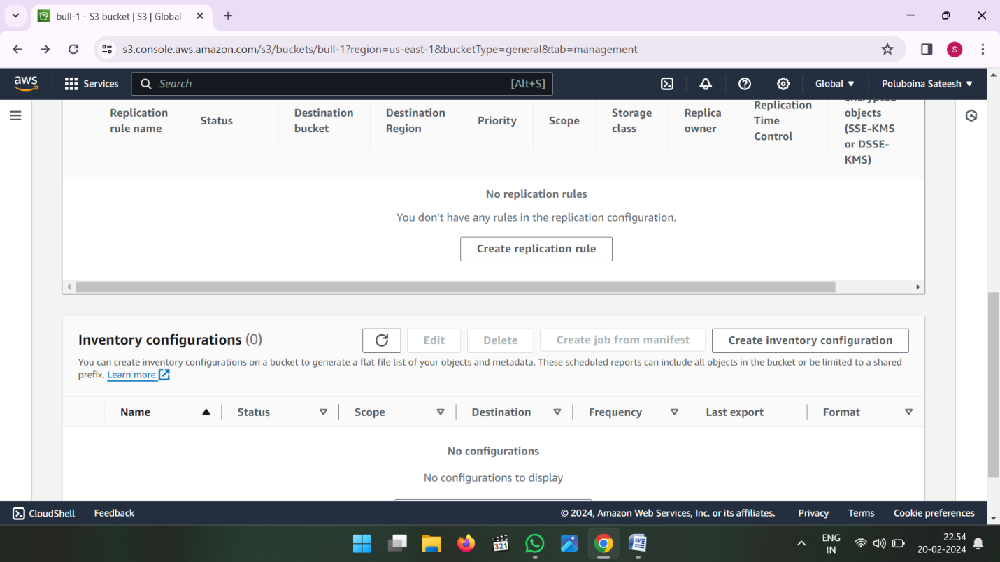 bull-1 - S3 bucket | S3 | Global
s3.console.aws.amazon.com/s3/buckets/bull-1?region=us-east-1&bucketType=general&tab=management
S
aws
Services
Search
[Alt+S]
Global
Poluboina Sateesh
Replication rule name
Status
Destination bucket
Destination Region
Priority
Scope
Storage class
Replica owner
Replication Time Control
encrypted objects (SSE-KMS or DSSE-KMS)
No replication rules
You don't have any rules in the replication configuration.
Create replication rule
Inventory configurations (0)
Edit
Delete
Create job from manifest
Create inventory configuration
You can create inventory configurations on a bucket to generate a flat file list of your objects and metadata. These scheduled reports can include all objects in the bucket or be limited to a shared
prefix. Learn more
Name
Status
Scope
Destination
Frequency
Last export
Format
No configurations
No configurations to display
CloudShell
Feedback
© 2024, Amazon Web Services, Inc. or its affiliates.
Privacy
Terms
Cookie preferences
321
ENG
IN
22:54
20-02-2024